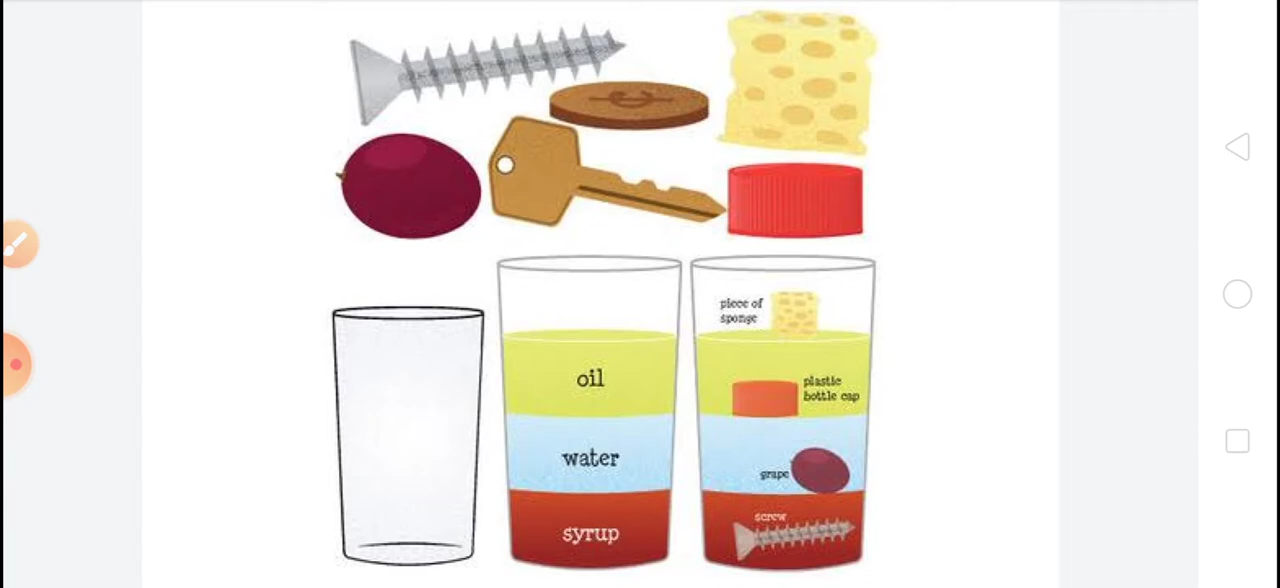 piece of
sponge
oil
plastic
bottle cap
water
grape
syrup
screw